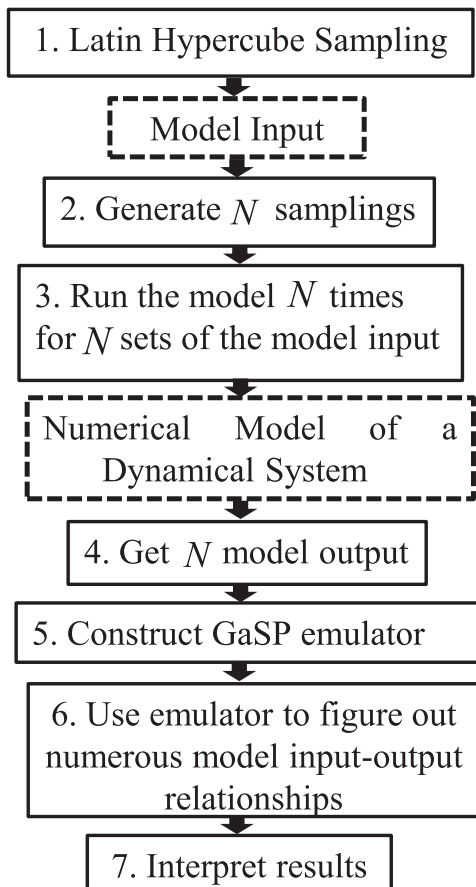 1. Latin Hypercube Sampling
Model Input
2. Generate N samplings
3. Run the model N times
for N sets of the model input
Numerical Model of a
Dynamical System
4. Get N model output
5. Construct GaSP emulator
6. Use emulator to figure out
numerous model input-output
relationships
7. Interpret results